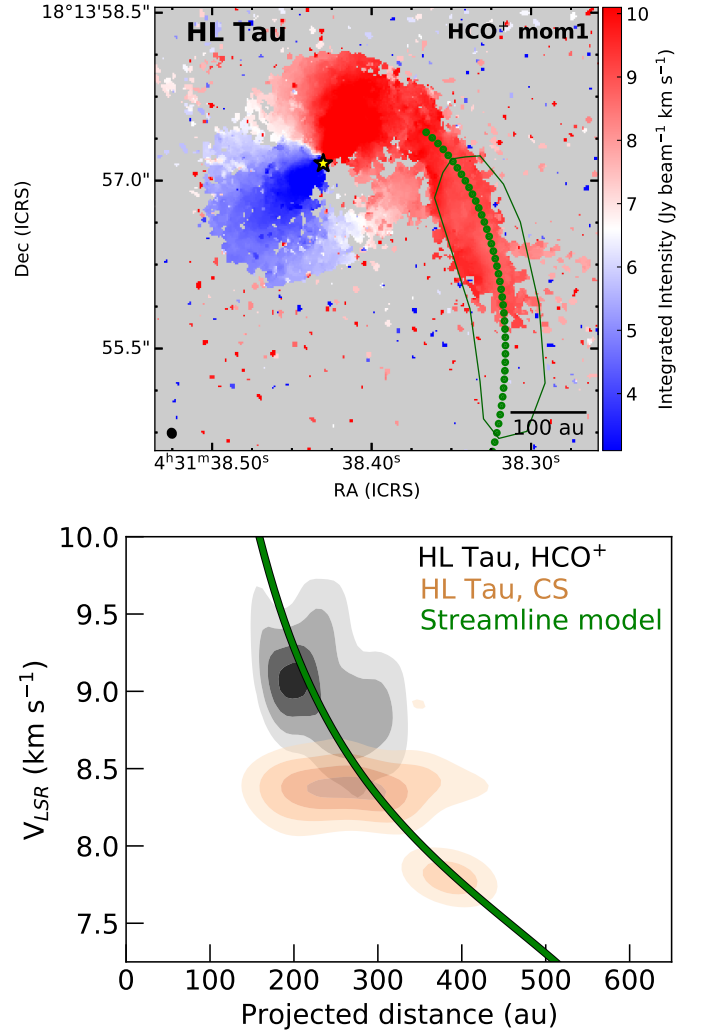 HL Tau
HCO⁺ mom1
18°13'58.5"
57.0"
55.5"
Dec (ICRS)
100 au
4ʰ31ᵐ38.50ˢ
38.40ˢ
38.30ˢ
RA (ICRS)
10
9
8
7
6
5
4
Integrated Intensity (Jy beam⁻¹ km s⁻¹)
HL Tau, HCO⁺
HL Tau, CS
Streamline model
10.0
9.5
9.0
8.5
8.0
7.5
V_LSR (km s⁻¹)
0 100 200 300 400 500 600
Projected distance (au)